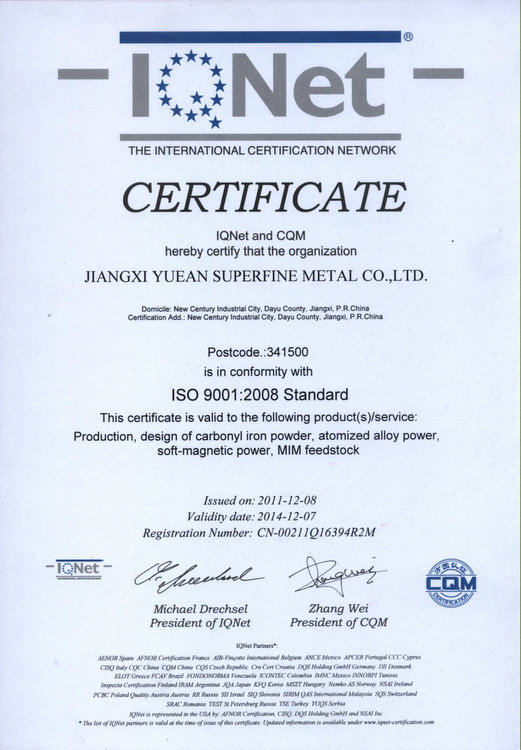 IQNet ®
THE INTERNATIONAL CERTIFICATION NETWORK
CERTIFICATE
IQNet and CQM
hereby certify that the organization
JIANGXI YUEAN SUPERFINE METAL CO.,LTD.
Domicile: New Century Industrial City, Dayu County, Jiangxi, P.R.China
Certification Add.: New Century Industrial City, Dayu County, Jiangxi, P.R.China
Postcode.:341500
is in conformity with
ISO 9001:2008 Standard
This certificate is valid to the following product(s)/service:
Production, design of carbonyl iron powder, atomized alloy power,
soft-magnetic power, MIM feedstock
Issued on: 2011-12-08
Validity date: 2014-12-07
Registration Number: CN-00211Q16394R2M
IQNet
THE INTERNATIONAL CERTIFICATION NETWORK
方圆认证
CQM
Michael Drechsel
Zhang Wei
President of IQNet
President of CQM
IQNet Partners*:
AENOR Spain AFNOR Certification France AIB-Vinçotte International Belgium ANCE Mexico APCER Portugal CCC Cyprus
CISQ Italy CQC China CQM China CQS Czech Republic Cro Cert Croatia DQS Holding GmbH Germany DS Denmark
ELOT Greece FCAV Brazil FONDONORMA Venezuela ICONTEC Colombia IMNC Mexico INNORPI Tunisia
Inspecta Certification Finland IRAM Argentina JQA Japan KFQ Korea MSZT Hungary Nemko AS Norway NSAI Ireland
PCBC Poland Quality Austria Austria RR Russia SII Israel SIQ Slovenia SIRIM QAS International Malaysia SQS Switzerland
SRAC Romania TEST St Petersburg Russia TSE Turkey YUQS Serbia
IQNet is represented in the USA by: AFNOR Certification, CISQ, DQS Holding GmbH and NSAI Inc
* The list of IQNet partners is valid at the time of issue of this certificate. Updated information is available under www.iqnet-certification.com